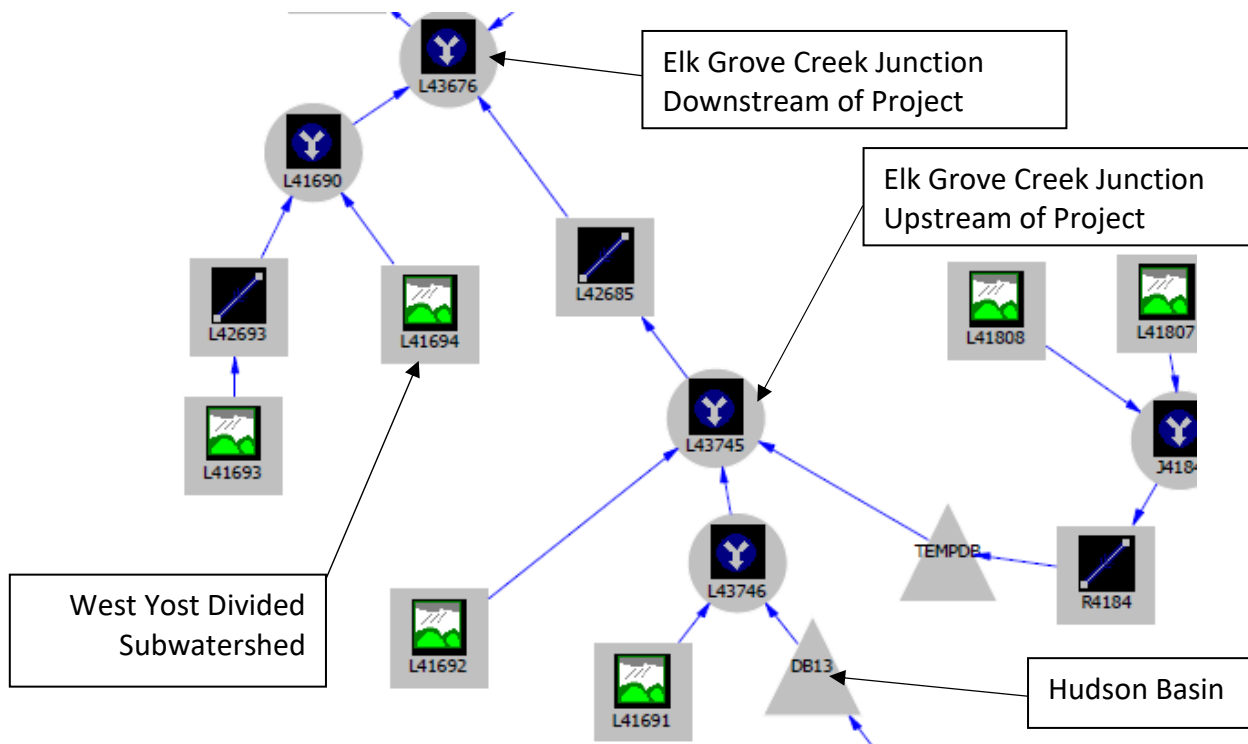 L43676
Elk Grove Creek Junction
Downstream of Project
L41690
Elk Grove Creek Junction
Upstream of Project
L42693
L41694
L42685
L41808
L41807
L41693
L43745
J4184
TEMPDB
L43746
R4184
West Yost Divided
Subwatershed
L41692
L41691
DB13
Hudson Basin